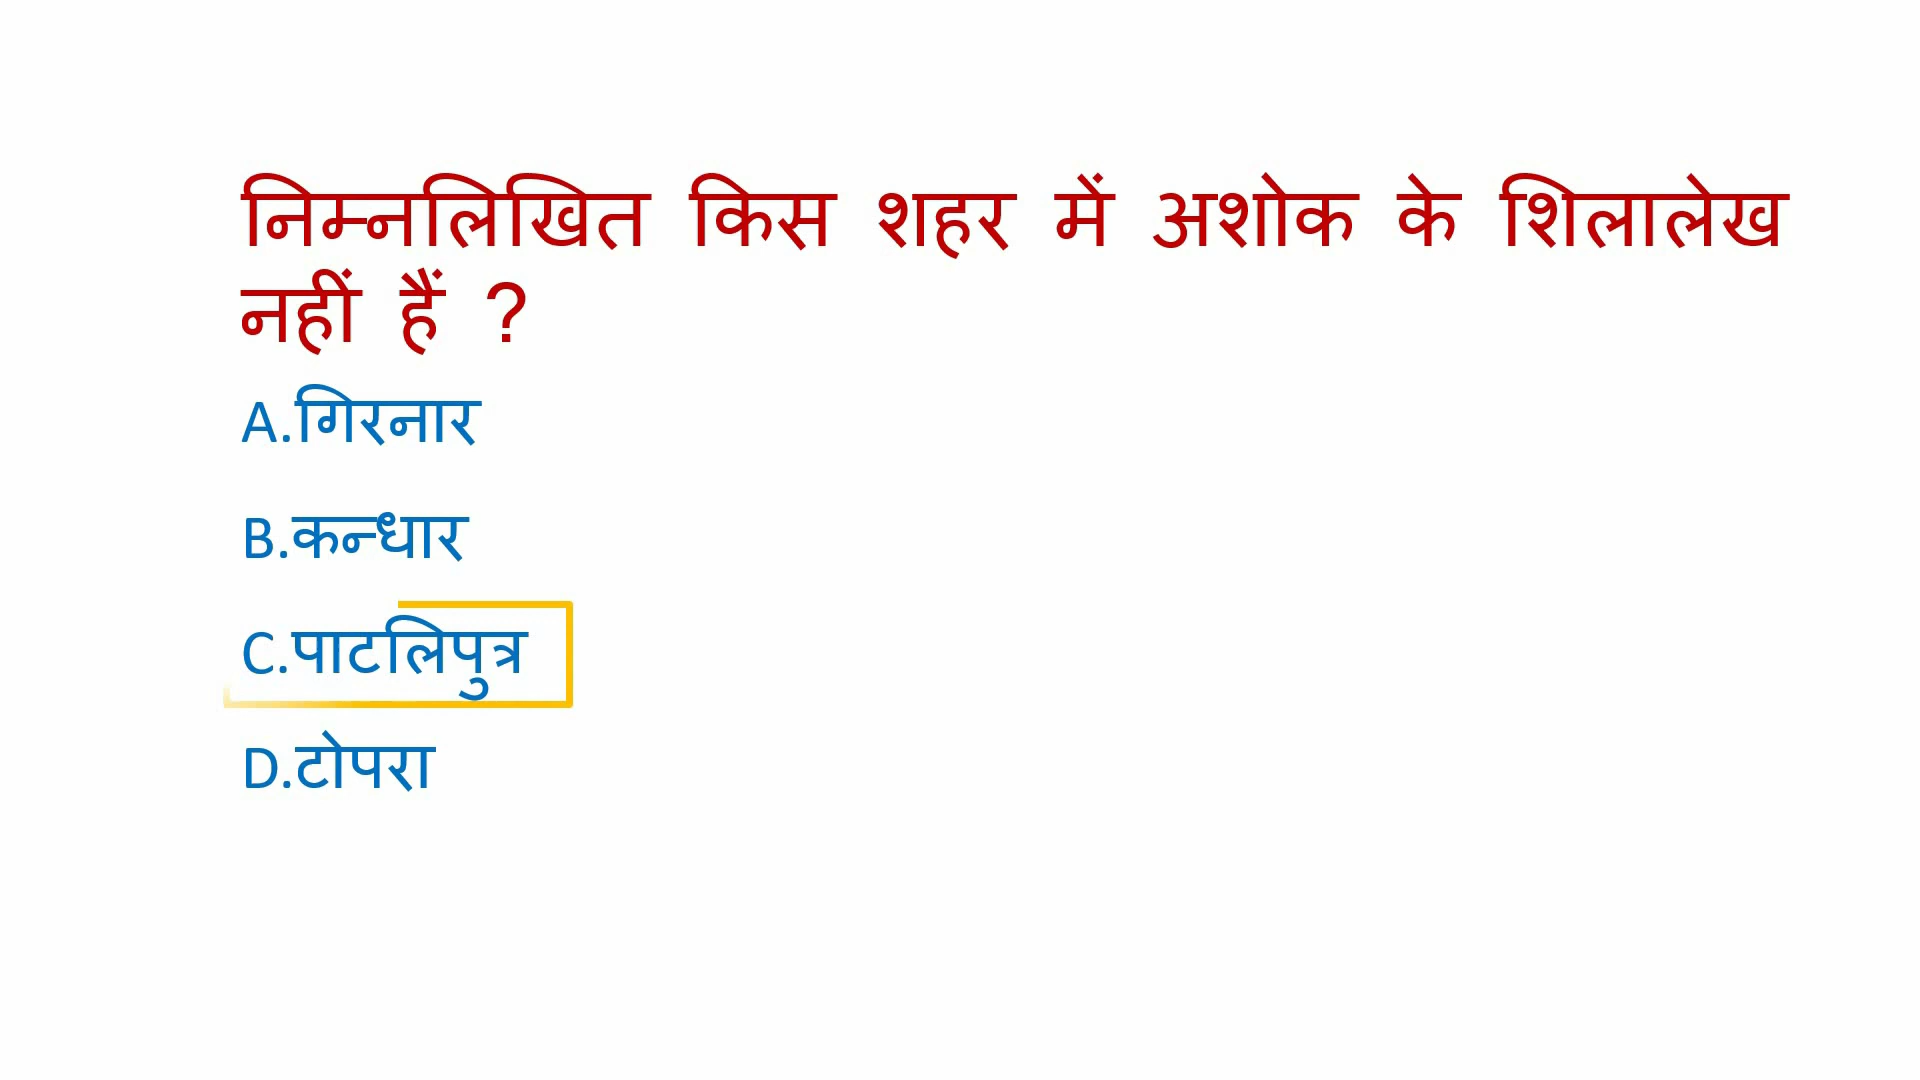 निम्नलिखित किस शहर में अशोक के शिलालेख
नहीं हैं ?
A.गिरनार
B.कन्धार
C.पाटलिपुत्र
D.टोपरा